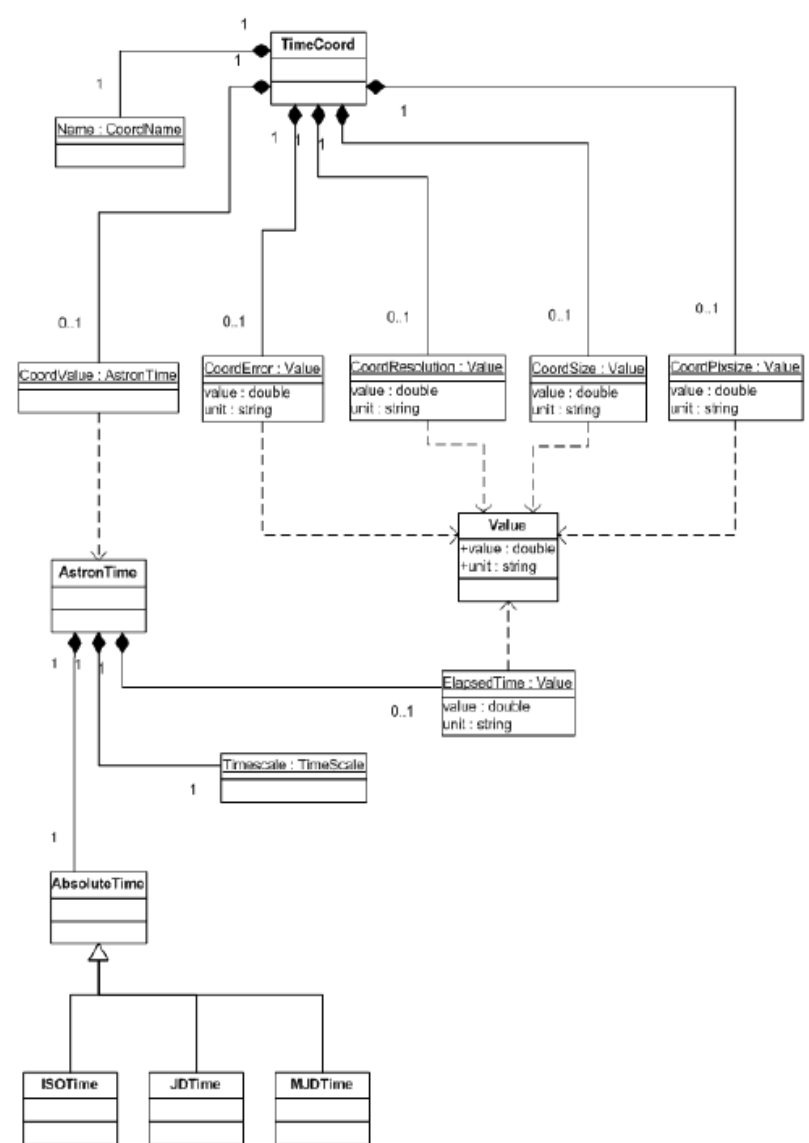 1
TimeCoord
1
1
1
Name : CoordName
1
1
1
0..1
0..1
0..1
0..1
0..1
CoordValue : AstronTime
CoordError : Value
value : double
unit : string
CoordResolution : Value
value : double
unit : string
CoordSize : Value
value : double
unit : string
CoordPixsize : Value
value : double
unit : string
Value
+value : double
+unit : string
AstronTime
1
1
1
ElapsedTime : Value
value : double
unit : string
0..1
Timescale : TimeScale
1
1
AbsoluteTime
ISOTime
JDTime
MJDTime